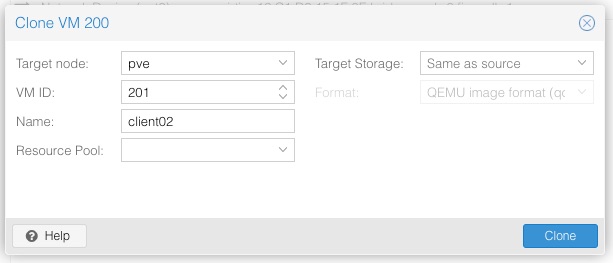 Clone VM 200
Target node: pve Target Storage: Same as source
VM ID: 201 Format: QEMU image format (qc
Name: client02
Resource Pool:
Help Clone